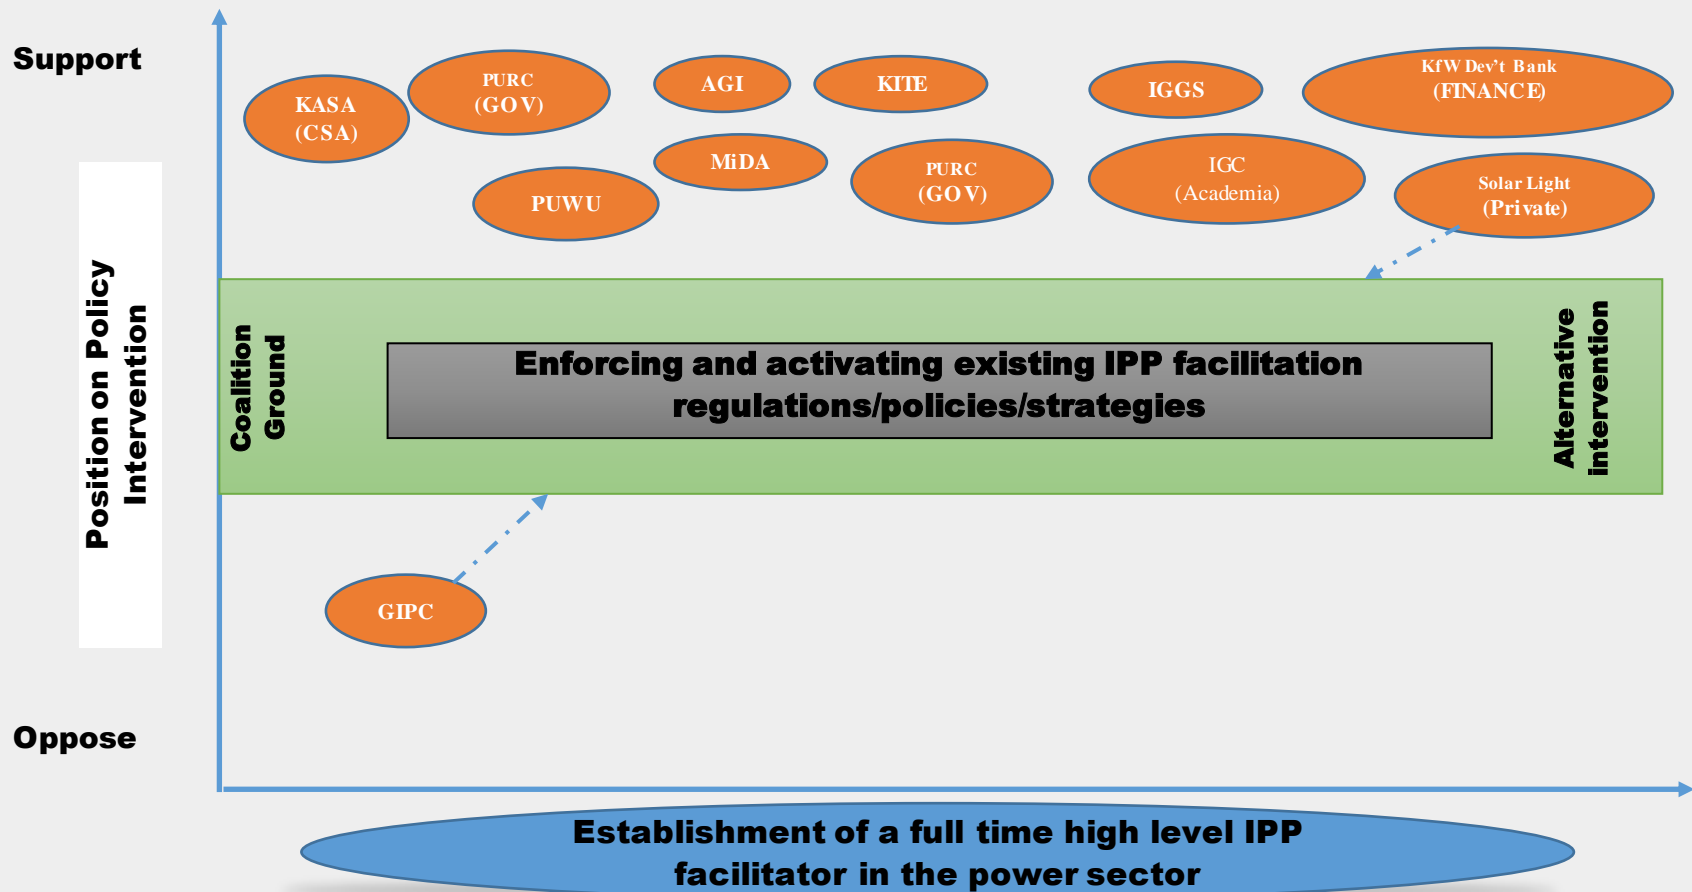 Support
KASA
(CSA)
PURC
(GOV)
AGI
KITE
IGGS
KfW Dev't Bank
(FINANCE)
PUWU
MiDA
PURC
(GOV)
IGC
(Academia)
Solar Light
(Private)
Position on Policy
Intervention
Coalition
Ground
Enforcing and activating existing IPP facilitation
regulations/policies/strategies
Alternative
intervention
GIPC
Oppose
Establishment of a full time high level IPP
facilitator in the power sector